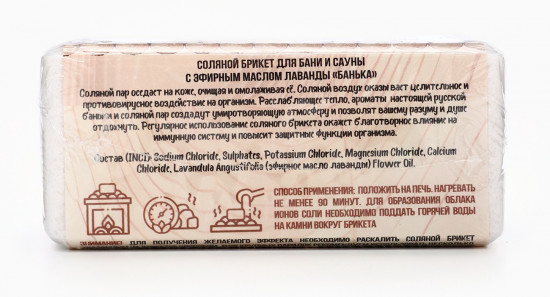 СОЛЯНОЙ БРИКЕТ ДЛЯ БАНИ И САУНЫ
С ЭФИРНЫМ МАСЛОМ ЛАВАНДЫ «БАНЬКА»
Соляной пар оседает на коже, очищая и омолаживая её. Соляной воздух оказы вает целительное и
противовирусное воздействие на организм. Расслабляющее тепло, ароматы настоящей русской
баньки и соляной пар создадут умиротворяющую атмосферу и позволят вашему разуму и душе
отдохнуть. Регулярное использование соляного брикета окажет благотворное влияние на
иммунную систему и повысит защитные функции организма.
Состав (INCI): Sodium Chloride, Sulphates, Potassium Chloride, Magnesium Chloride, Calcium
Chloride, Lavandula Angustifolia (эфирное масло лаванды) Flower Oil.
СПОСОБ ПРИМЕНЕНИЯ: ПОЛОЖИТЬ НА ПЕЧЬ. НАГРЕВАТЬ
НЕ МЕНЕЕ 90 МИНУТ. ДЛЯ ОБРАЗОВАНИЯ ОБЛАКА
ИОНОВ СОЛИ НЕОБХОДИМО ПОДДАТЬ ГОРЯЧЕЙ ВОДЫ
НА КАМНИ ВОКРУГ БРИКЕТА
ВНИМАНИЕ! ДЛЯ ПОЛУЧЕНИЯ ЖЕЛАЕМОГО ЭФФЕКТА НЕОБХОДИМО РАСКАЛИТЬ СОЛЯНОЙ БРИКЕТ